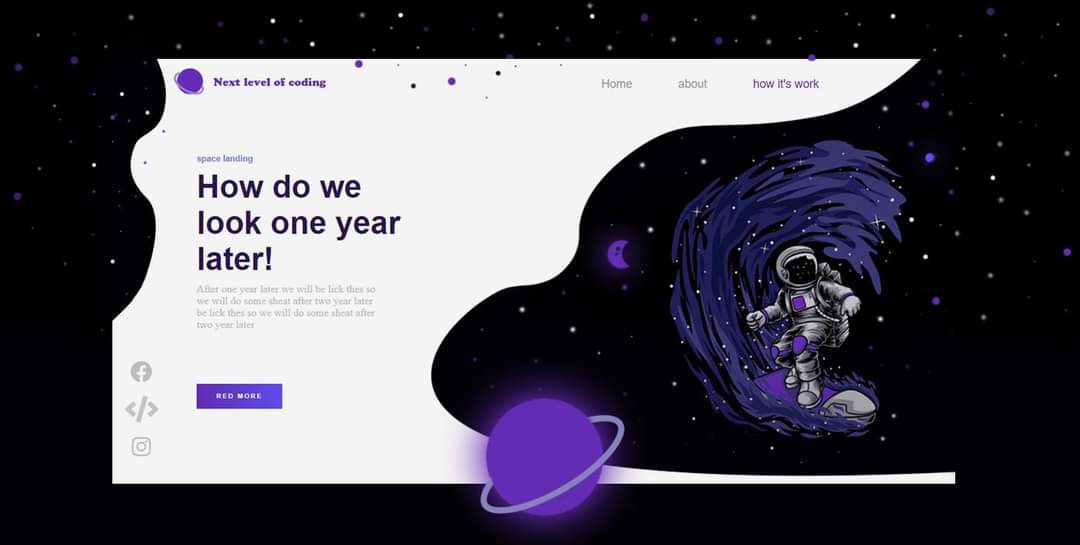 Next level of coding
Home about how it's work
space landing
How do we
look one year
later!
After one year later we will be lick thes so
we will do some sheat after two year later
be lick thes so we will do some sheat after
two year later
RED MORE